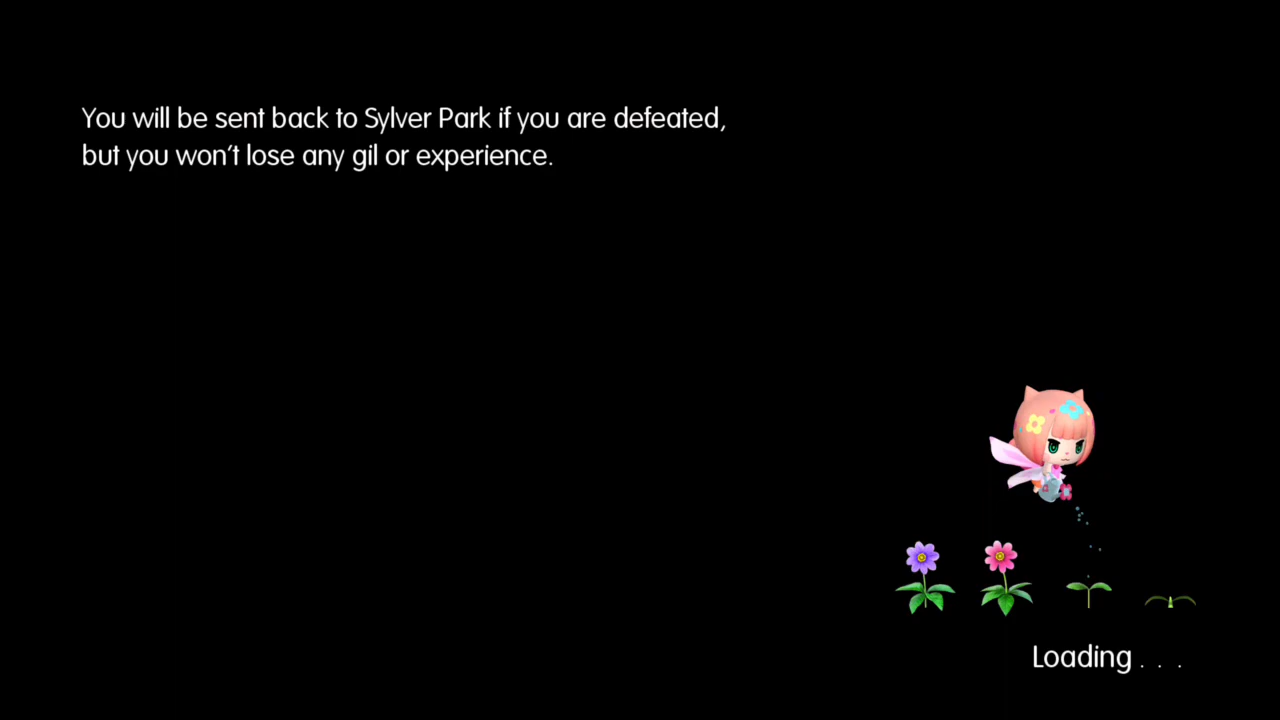 You will be sent back to Sylver Park if you are defeated,
but you won't lose any gil or experience.
Loading . . .